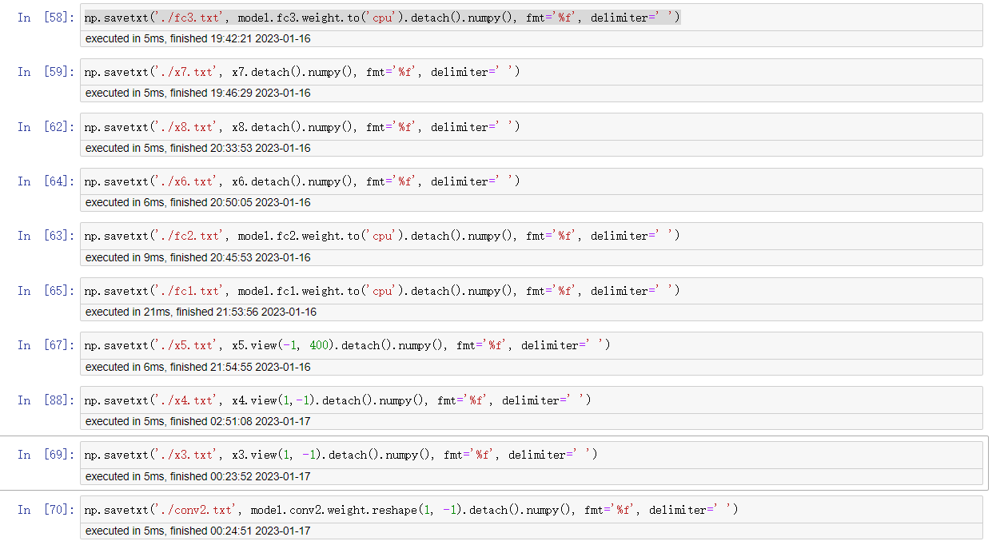 In [58]: np.savetxt('./fc3.txt', model.fc3.weight.to('cpu').detach().numpy(), fmt='%f', delimiter=' ')
executed in 5ms, finished 19:42:21 2023-01-16
In [59]: np.savetxt('./x7.txt', x7.detach().numpy(), fmt='%f', delimiter=' ')
executed in 5ms, finished 19:46:29 2023-01-16
In [62]: np.savetxt('./x8.txt', x8.detach().numpy(), fmt='%f', delimiter=' ')
executed in 5ms, finished 20:33:53 2023-01-16
In [64]: np.savetxt('./x6.txt', x6.detach().numpy(), fmt='%f', delimiter=' ')
executed in 6ms, finished 20:50:05 2023-01-16
In [63]: np.savetxt('./fc2.txt', model.fc2.weight.to('cpu').detach().numpy(), fmt='%f', delimiter=' ')
executed in 9ms, finished 20:45:53 2023-01-16
In [65]: np.savetxt('./fc1.txt', model.fc1.weight.to('cpu').detach().numpy(), fmt='%f', delimiter=' ')
executed in 21ms, finished 21:53:56 2023-01-16
In [67]: np.savetxt('./x5.txt', x5.view(-1, 400).detach().numpy(), fmt='%f', delimiter=' ')
executed in 6ms, finished 21:54:55 2023-01-16
In [88]: np.savetxt('./x4.txt', x4.view(1,-1).detach().numpy(), fmt='%f', delimiter=' ')
executed in 5ms, finished 02:51:08 2023-01-17
In [69]: np.savetxt('./x3.txt', x3.view(1, -1).detach().numpy(), fmt='%f', delimiter=' ')
executed in 5ms, finished 00:23:52 2023-01-17
In [70]: np.savetxt('./conv2.txt', model.conv2.weight.reshape(1, -1).detach().numpy(), fmt='%f', delimiter=' ')
executed in 5ms, finished 00:24:51 2023-01-17